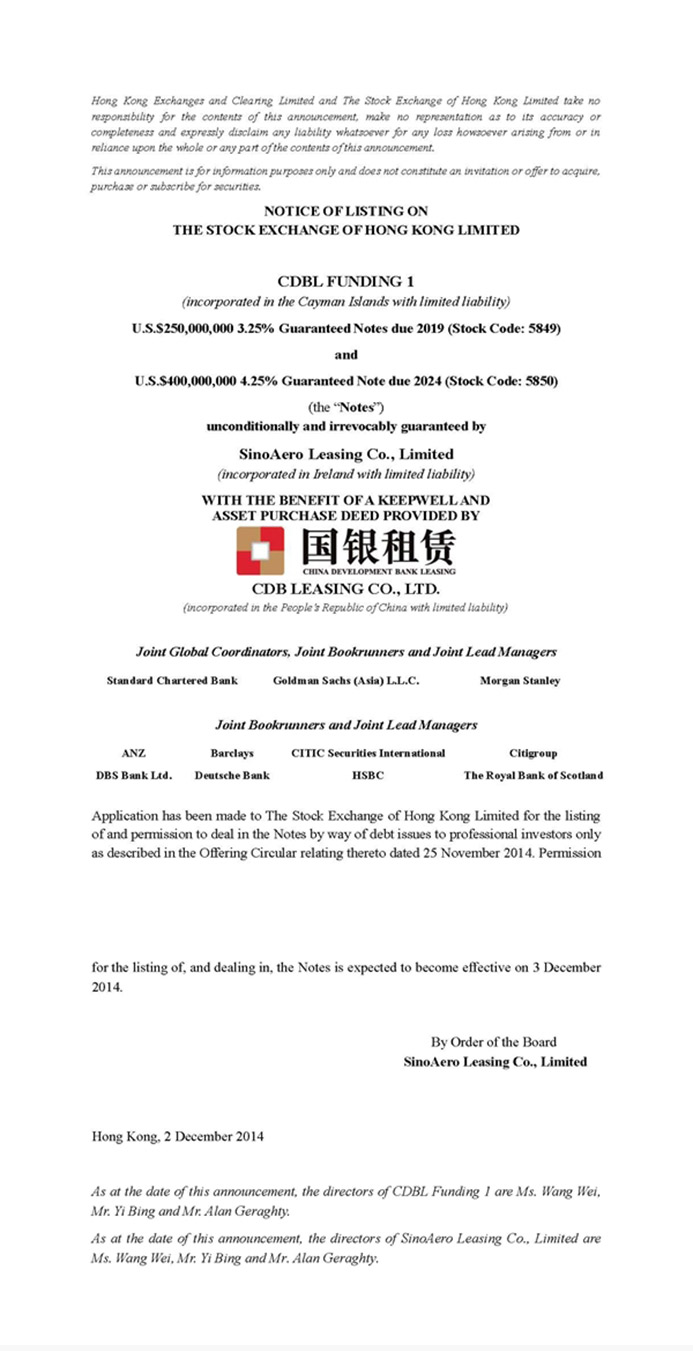 Hong Kong Exchanges and Clearing Limited and The Stock Exchange of Hong Kong Limited take no
responsibility for the contents of this announcement, make no representation as to its accuracy or
completeness and expressly disclaim any liability whatsoever for any loss howsoever arising from or in
reliance upon the whole or any part of the contents of this announcement.
This announcement is for information purposes only and does not constitute an invitation or offer to acquire,
purchase or subscribe for securities.
NOTICE OF LISTING ON
THE STOCK EXCHANGE OF HONG KONG LIMITED
CDBL FUNDING 1
(incorporated in the Cayman Islands with limited liability)
U.S.$250,000,000 3.25% Guaranteed Notes due 2019 (Stock Code: 5849)
and
U.S.$400,000,000 4.25% Guaranteed Note due 2024 (Stock Code: 5850)
(the “Notes”)
unconditionally and irrevocably guaranteed by
SinoAero Leasing Co., Limited
(incorporated in Ireland with limited liability)
WITH THE BENEFIT OF A KEEPWELL AND
ASSET PURCHASE DEED PROVIDED BY
国银租赁
CHINA DEVELOPMENT BANK LEASING
CDB LEASING CO., LTD.
(incorporated in the People's Republic of China with limited liability)
Joint Global Coordinators, Joint Bookrunners and Joint Lead Managers
Standard Chartered Bank Goldman Sachs (Asia) L.L.C. Morgan Stanley
Joint Bookrunners and Joint Lead Managers
ANZ Barclays CITIC Securities International Citigroup
DBS Bank Ltd. Deutsche Bank HSBC The Royal Bank of Scotland
Application has been made to The Stock Exchange of Hong Kong Limited for the listing
of and permission to deal in the Notes by way of debt issues to professional investors only
as described in the Offering Circular relating thereto dated 25 November 2014. Permission
for the listing of, and dealing in, the Notes is expected to become effective on 3 December
2014.
By Order of the Board
SinoAero Leasing Co., Limited
Hong Kong, 2 December 2014
As at the date of this announcement, the directors of CDBL Funding 1 are Ms. Wang Wei,
Mr. Yi Bing and Mr. Alan Geraghty.
As at the date of this announcement, the directors of SinoAero Leasing Co., Limited are
Ms. Wang Wei, Mr. Yi Bing and Mr. Alan Geraghty.